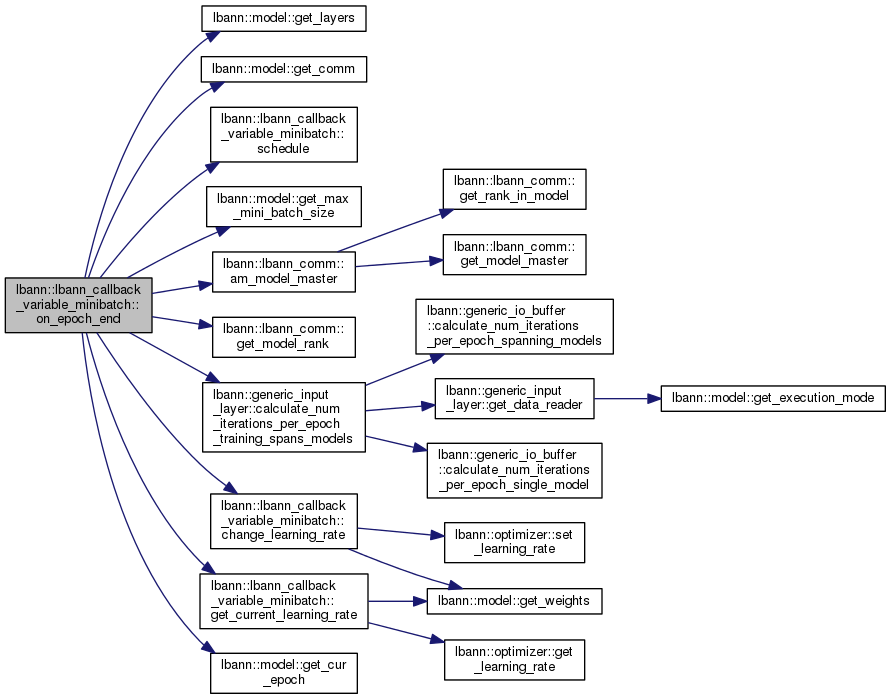 lbann::lbann_callback
_variable_minibatch::
on_epoch_end
lbann::model::get_layers
lbann::model::get_comm
lbann::lbann_callback
_variable_minibatch::
schedule
lbann::model::get_max
_mini_batch_size
lbann::lbann_comm::
am_model_master
lbann::lbann_comm::
get_rank_in_model
lbann::lbann_comm::
get_model_master
lbann::lbann_comm::
get_model_rank
lbann::generic_input
_layer::calculate_num
_iterations_per_epoch
_training_spans_models
lbann::generic_io_buffer
::calculate_num_iterations
_per_epoch_spanning_models
lbann::generic_input
_layer::get_data_reader
lbann::model::get_execution_mode
lbann::generic_io_buffer
::calculate_num_iterations
_per_epoch_single_model
lbann::lbann_callback
_variable_minibatch::
change_learning_rate
lbann::optimizer::set
_learning_rate
lbann::model::get_weights
lbann::lbann_callback
_variable_minibatch::
get_current_learning_rate
lbann::optimizer::get
_learning_rate
lbann::model::get_cur
_epoch